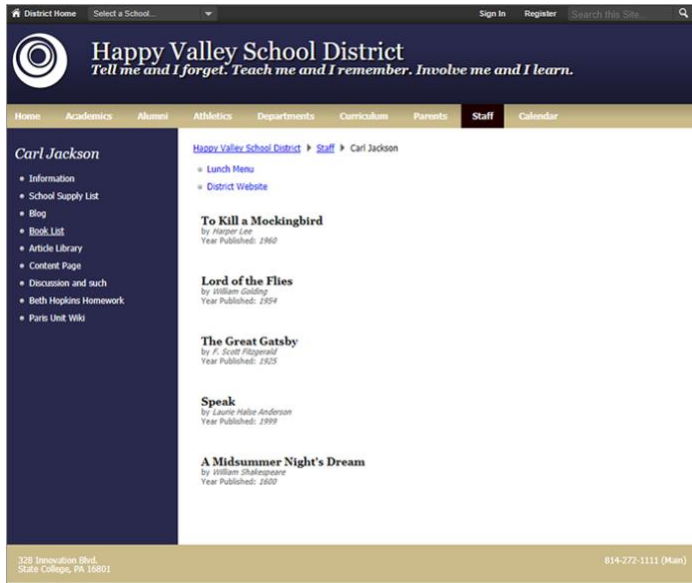 District Home Select a School... Sign In Register Search this Site...
Happy Valley School District
Tell me and I forget. Teach me and I remember. Involve me and I learn.
Home Academics Alumni Athletics Departments Curriculum Parents Staff Calendar
Carl Jackson
Information
School Supply List
Blog
Book List
Article Library
Content Page
Discussion and such
Beth Hopkins Homework
Paris Unit Wiki
Happy Valley School District Staff Carl Jackson
Lunch Menu
District Website
To Kill a Mockingbird
by Harper Lee
Year Published: 1960
Lord of the Flies
by William Golding
Year Published: 1954
The Great Gatsby
by F. Scott Fitzgerald
Year Published: 1925
Speak
by Laurie Halse Anderson
Year Published: 1999
A Midsummer Night's Dream
by William Shakespeare
Year Published: 1600
328 Innovation Blvd.
State College, PA 16801
814-272-1111 (Main)